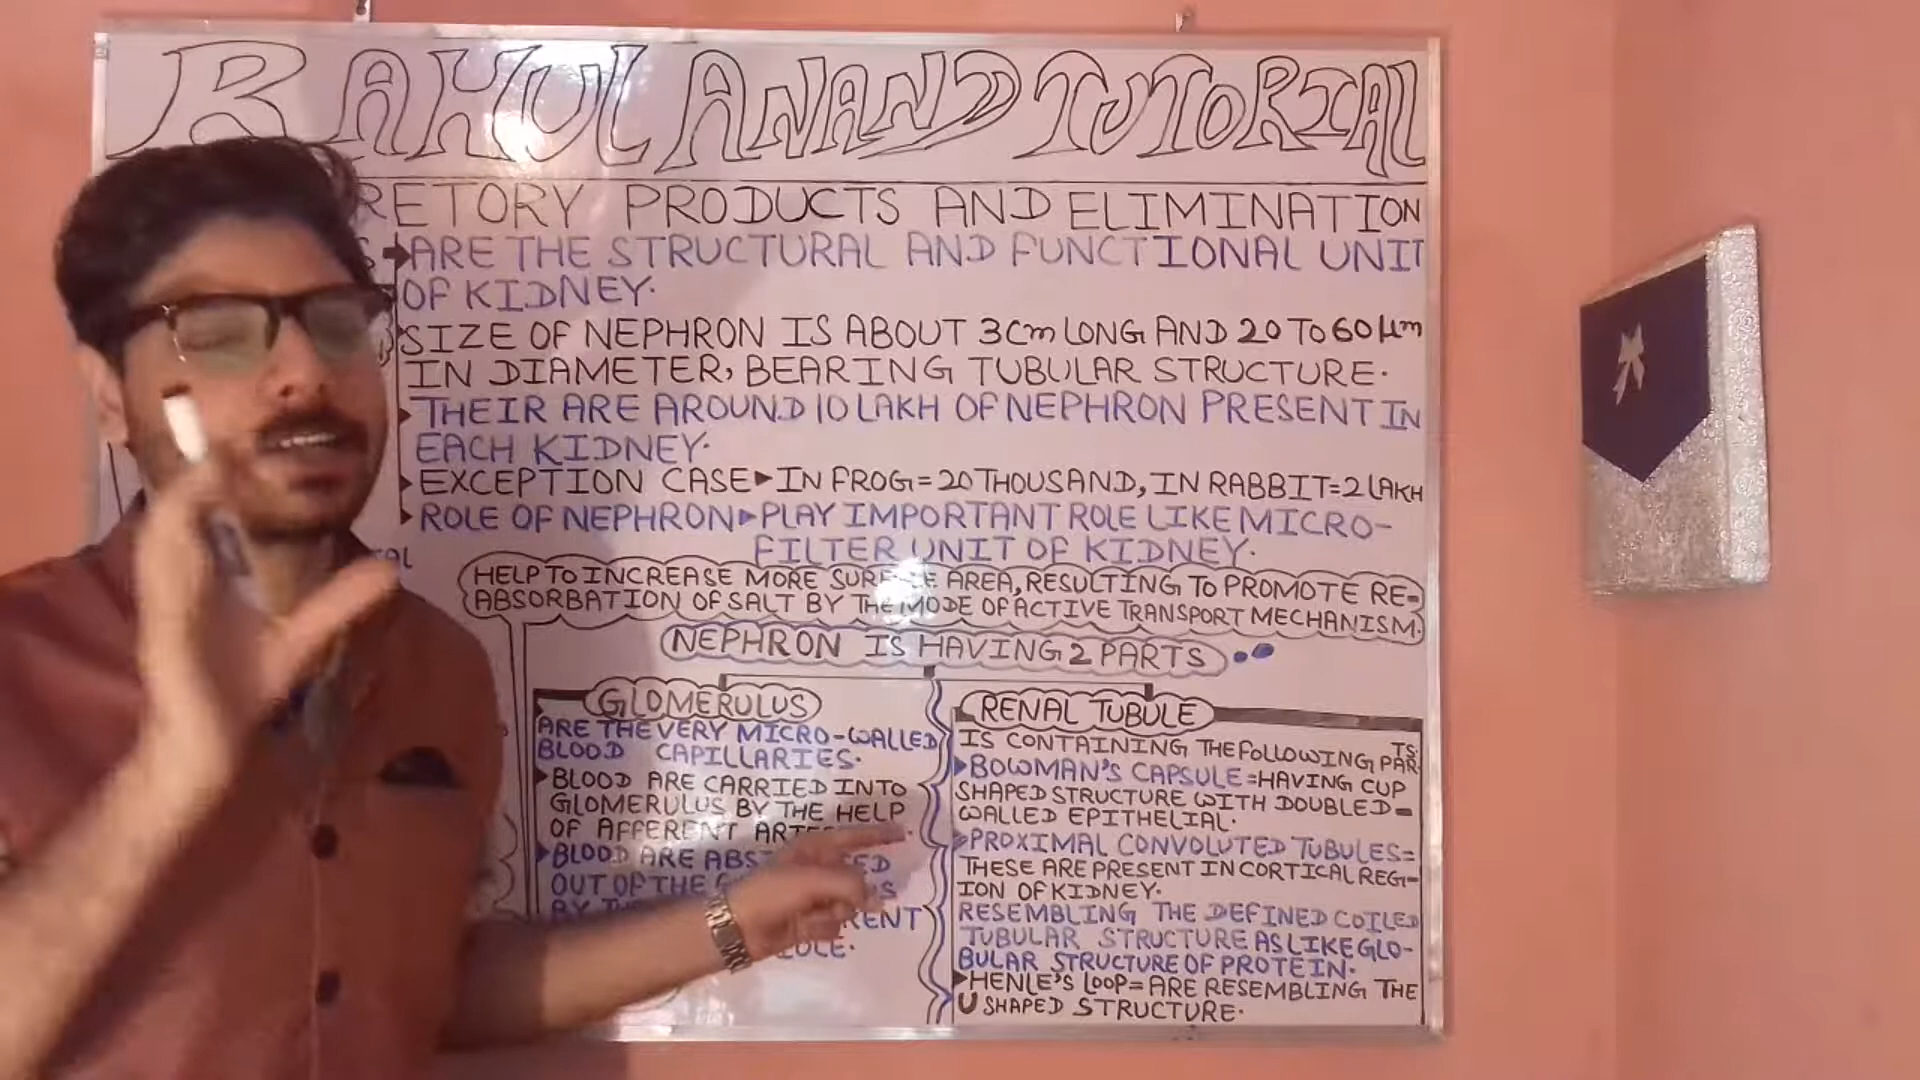 RAHUL ANAND TUTORIAL
RETORY PRODUCTS AND ELIMINATION
S → ARE THE STRUCTURAL AND FUNCTIONAL UNIT
OF KIDNEY.
SIZE OF NEPHRON IS ABOUT 3Cm LONG AND 20 TO 60 µm
IN DIAMETER, BEARING TUBULAR STRUCTURE.
THEIR ARE AROUND 10 LAKH OF NEPHRON PRESENT IN
EACH KIDNEY.
EXCEPTION CASE▸IN FROG=20 THOUSAND, IN RABBIT=2 LAKH
ROLE OF NEPHRON▸PLAY IMPORTANT ROLE LIKE MICRO-
FILTER UNIT OF KIDNEY.
HELP TO INCREASE MORE SURFACE AREA, RESULTING TO PROMOTE RE-
ABSORBATION OF SALT BY THE MODE OF ACTIVE TRANSPORT MECHANISM.
NEPHRON IS HAVING 2 PARTS
GLOMERULUS
ARE THE VERY MICRO-WALLED
BLOOD CAPILLARIES.
BLOOD ARE CARRIED INTO
GLOMERULUS BY THE HELP
OF AFFERENT
BLOOD ARE
OUT OF THE
RENAL TUBULE
IS CONTAINING THE FOLLOWING PARTS.
BOWMAN'S CAPSULE=HAVING CUP
SHAPED STRUCTURE WITH DOUBLED=
WALLED EPITHELIAL.
PROXIMAL CONVOLUTED TUBULES=
THESE ARE PRESENT IN CORTICAL REG-
ION OF KIDNEY.
RESEMBLING THE DEFINED COILED
TUBULAR STRUCTURE AS LIKE GLO-
BULAR STRUCTURE OF PROTEIN.
HENLE'S LOOP=ARE RESEMBLING THE
U SHAPED STRUCTURE.